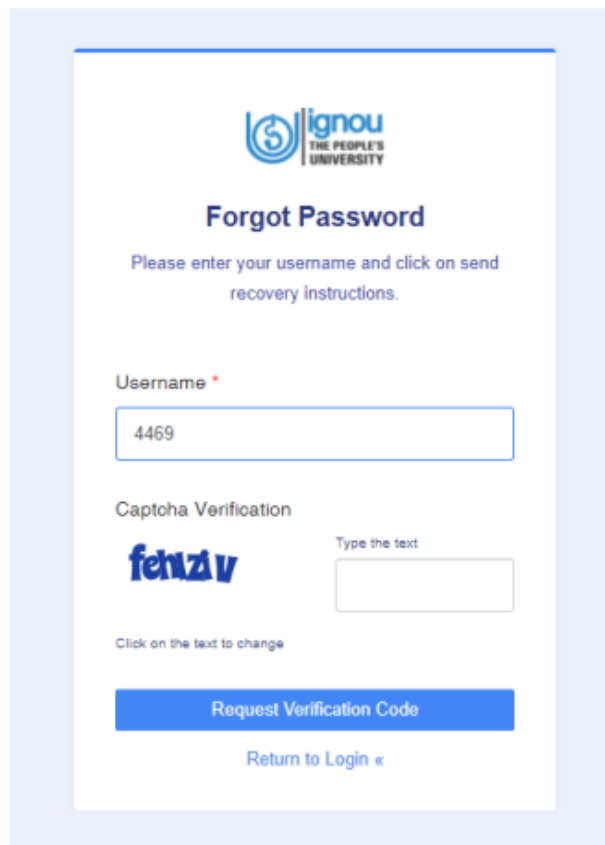 ignou
THE PEOPLE'S
UNIVERSITY
Forgot Password
Please enter your username and click on send
recovery instructions.
Username *
4469
Captcha Verification
Type the text
Click on the text to change
Request Verification Code
Return to Login «